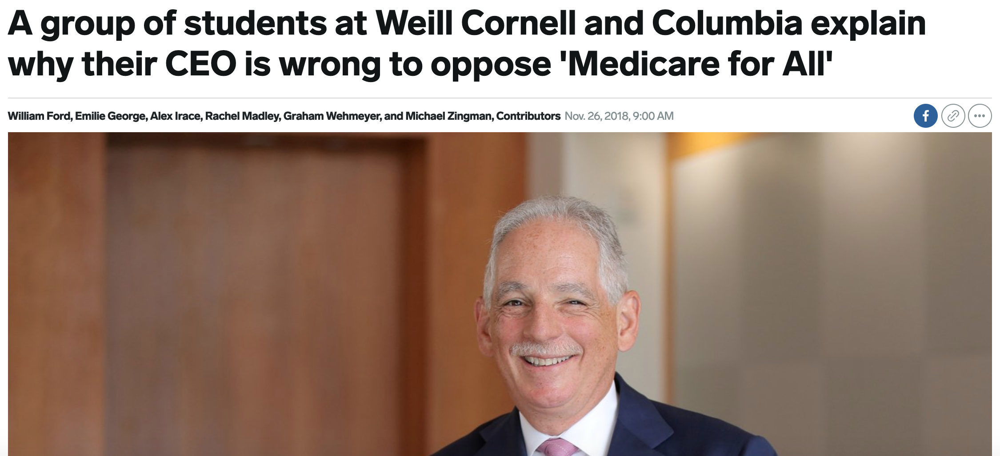 A group of students at Weill Cornell and Columbia explain
why their CEO is wrong to oppose 'Medicare for All'
William Ford, Emilie George, Alex Irace, Rachel Madley, Graham Wehmeyer, and Michael Zingman, Contributors Nov. 26, 2018, 9:00 AM